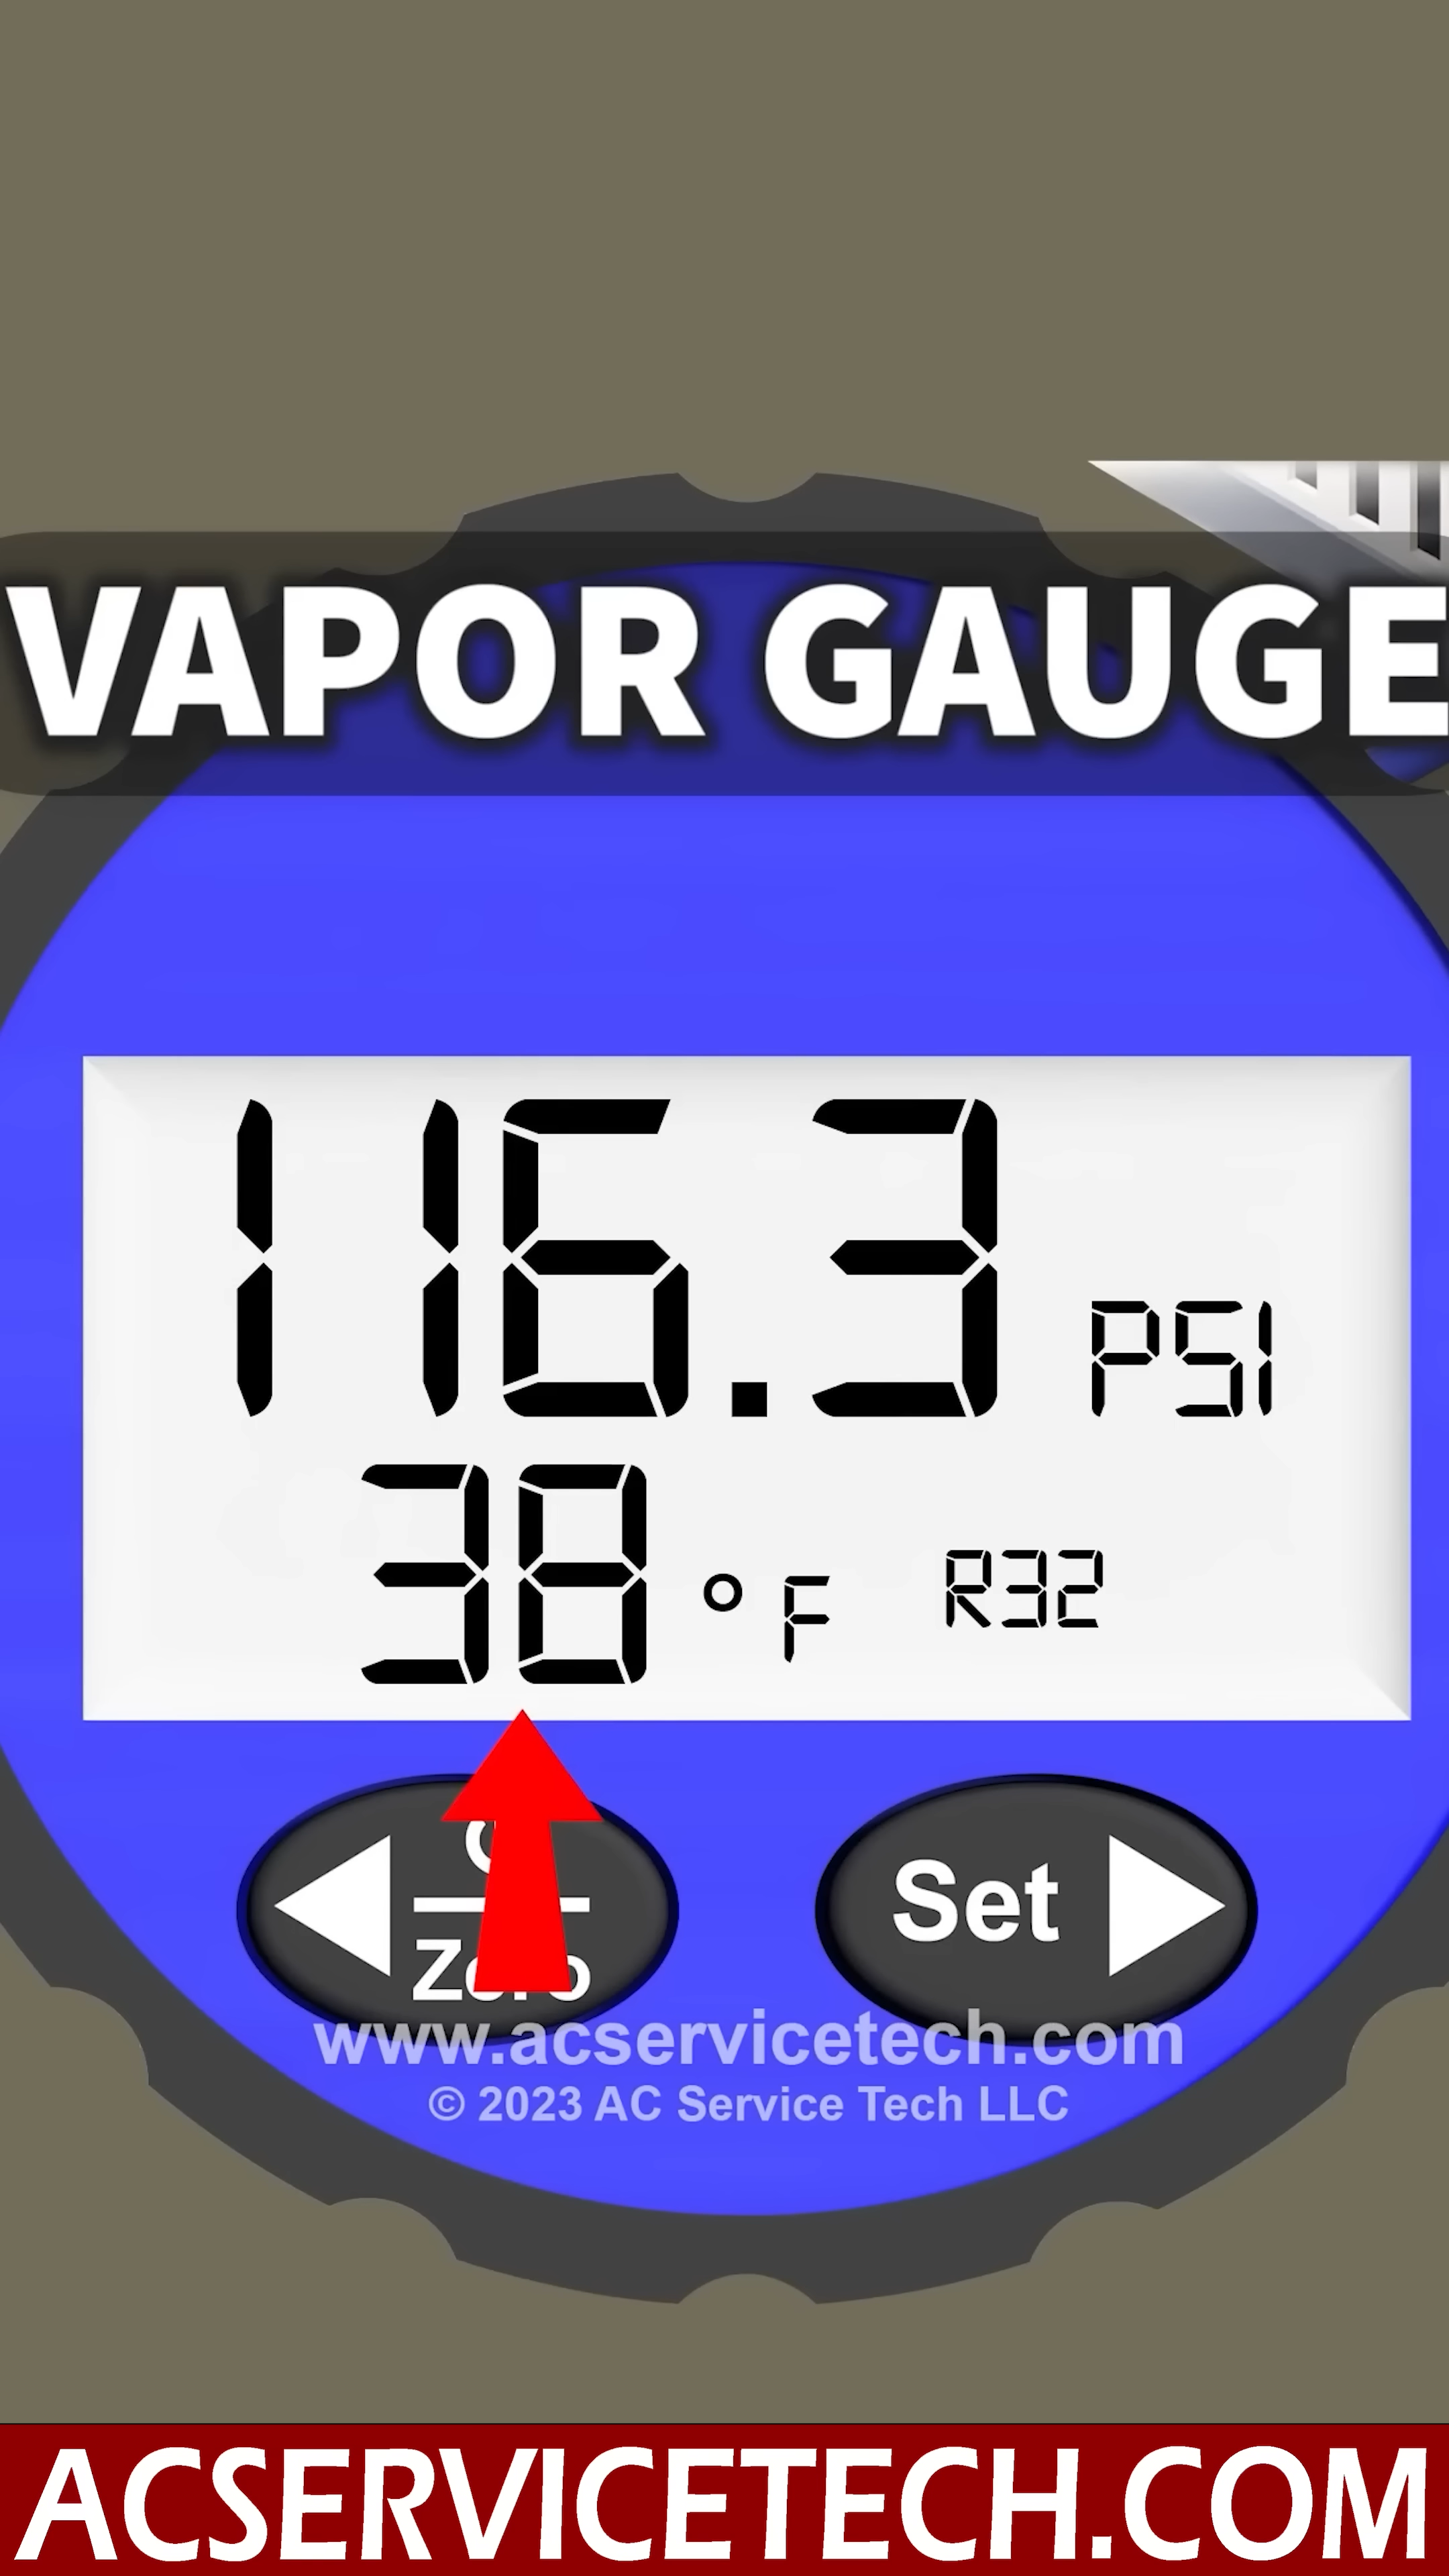 VAPOR GAUGE
116.3 PSI
38 °F R32
Set
www.acservicetech.com
© 2023 AC Service Tech LLC
ACSERVICETECH.COM